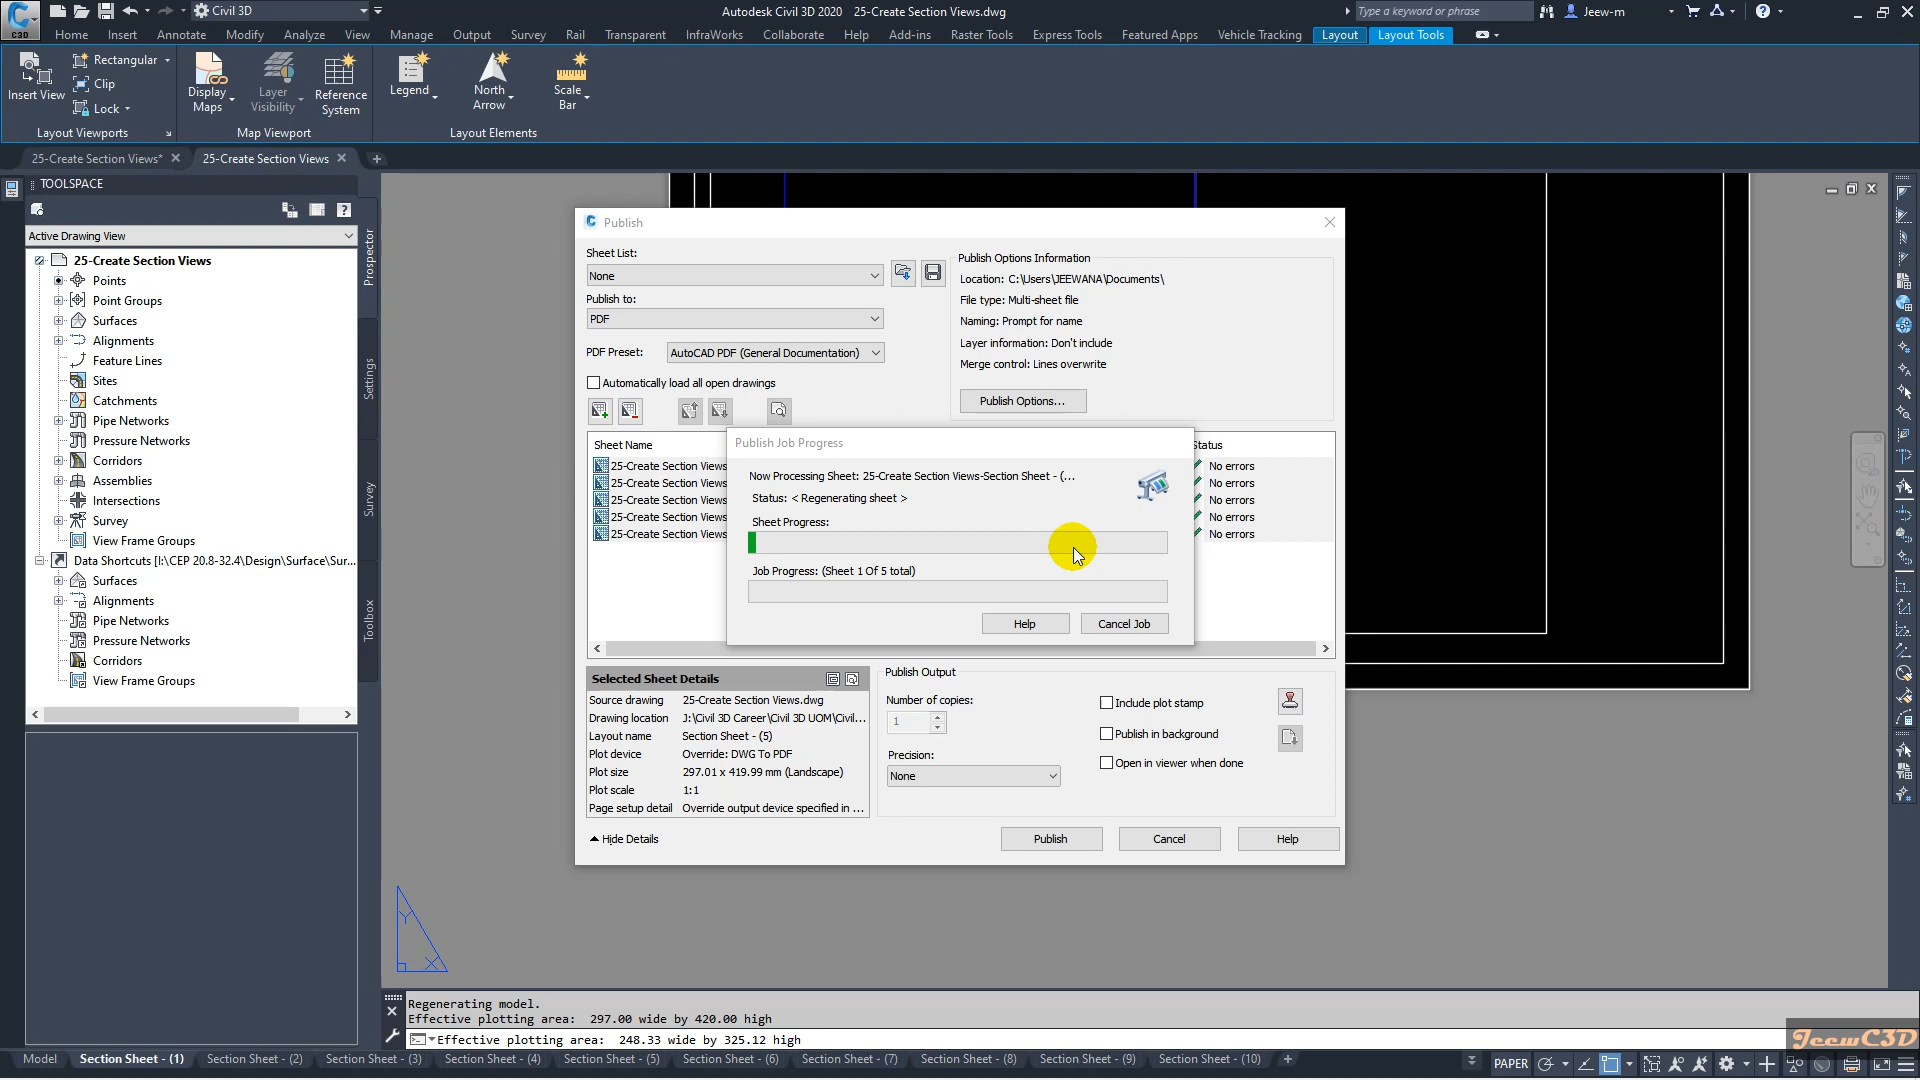 Civil 3D
Autodesk Civil 3D 2020 25-Create Section Views.dwg
Type a keyword or phrase
Jeew-m
C3D
Home Insert Annotate Modify Analyze View Manage Output Survey Rail Transparent InfraWorks Collaborate Help Add-ins Raster Tools Express Tools Featured Apps Vehicle Tracking Layout Layout Tools
Insert View
Rectangular
Clip
Lock
Display Maps
Layer Visibility
Reference System
Legend
North Arrow
Scale Bar
Layout Viewports
Map Viewport
Layout Elements
25-Create Section Views*
25-Create Section Views
TOOLSPACE
Active Drawing View
25-Create Section Views
Points
Point Groups
Surfaces
Alignments
Feature Lines
Sites
Catchments
Pipe Networks
Pressure Networks
Corridors
Assemblies
Intersections
Survey
View Frame Groups
Data Shortcuts [I:\CEP 20.8-32.4\Design\Surface\Sur...
Surfaces
Alignments
Pipe Networks
Pressure Networks
Corridors
View Frame Groups
Prospector
Settings
Survey
Toolbox
Publish
Sheet List:
None
Publish to:
PDF
PDF Preset: AutoCAD PDF (General Documentation)
Automatically load all open drawings
Publish Options Information
Location: C:\Users\JEEWANA\Documents\
File type: Multi-sheet file
Naming: Prompt for name
Layer information: Don't include
Merge control: Lines overwrite
Publish Options...
Sheet Name
Status
25-Create Section Views
No errors
25-Create Section Views
No errors
25-Create Section Views
No errors
25-Create Section Views
No errors
25-Create Section Views
No errors
Publish Job Progress
Now Processing Sheet: 25-Create Section Views-Section Sheet - (...
Status: < Regenerating sheet >
Sheet Progress:
Job Progress: (Sheet 1 Of 5 total)
Help
Cancel Job
Selected Sheet Details
Source drawing 25-Create Section Views.dwg
Drawing location J:\Civil 3D Career\Civil 3D UOM\Civil...
Layout name Section Sheet - (5)
Plot device Override: DWG To PDF
Plot size 297.01 x 419.99 mm (Landscape)
Plot scale 1:1
Page setup detail Override output device specified in ...
Publish Output
Number of copies:
1
Precision:
None
Include plot stamp
Publish in background
Open in viewer when done
Hide Details
Publish
Cancel
Help
Y
X
Regenerating model.
Effective plotting area: 297.00 wide by 420.00 high
Effective plotting area: 248.33 wide by 325.12 high
JeewC3D
Model Section Sheet - (1) Section Sheet - (2) Section Sheet - (3) Section Sheet - (4) Section Sheet - (5) Section Sheet - (6) Section Sheet - (7) Section Sheet - (8) Section Sheet - (9) Section Sheet - (10)
PAPER